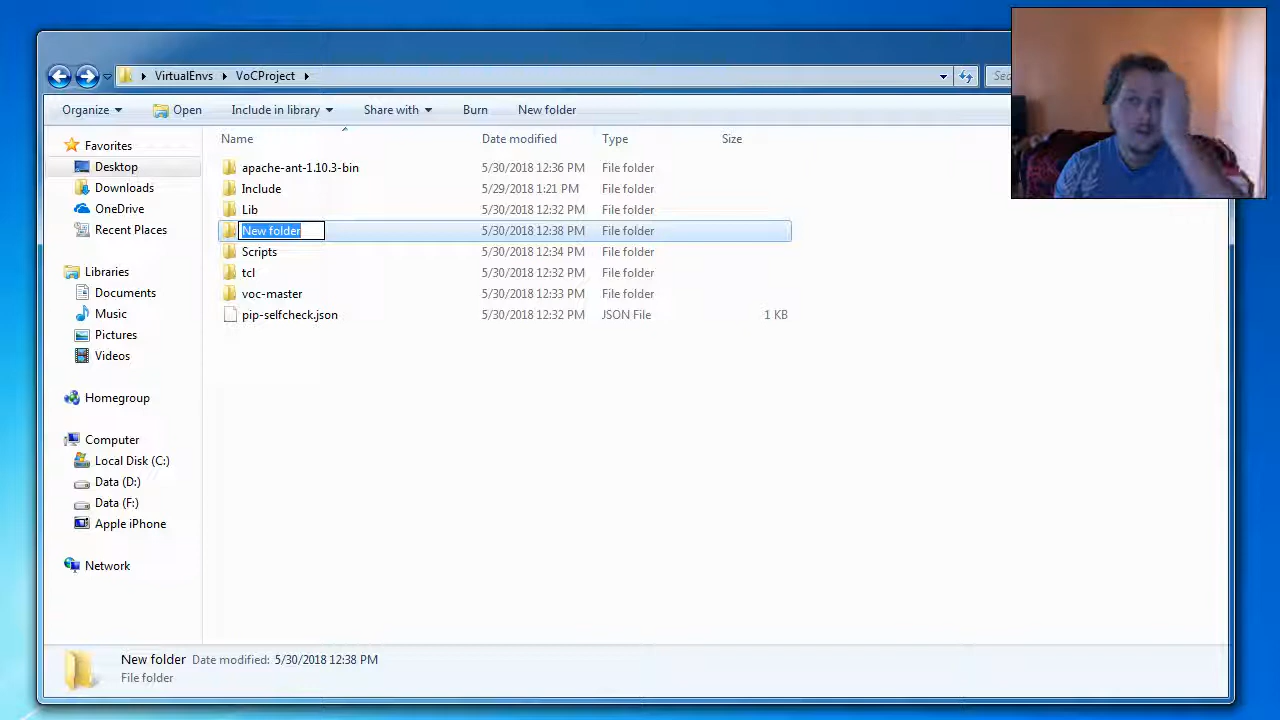 VirtualEnvs VoCProject Sea
Organize Open Include in library Share with Burn New folder
Name Date modified Type Size
Favorites
Desktop
Downloads
OneDrive
Recent Places
Libraries
Documents
Music
Pictures
Videos
Homegroup
Computer
Local Disk (C:)
Data (D:)
Data (F:)
Apple iPhone
Network
apache-ant-1.10.3-bin 5/30/2018 12:36 PM File folder
Include 5/29/2018 1:21 PM File folder
Lib 5/30/2018 12:32 PM File folder
New folder 5/30/2018 12:38 PM File folder
Scripts 5/30/2018 12:34 PM File folder
tcl 5/30/2018 12:32 PM File folder
voc-master 5/30/2018 12:33 PM File folder
pip-selfcheck.json 5/30/2018 12:32 PM JSON File 1 KB
New folder Date modified: 5/30/2018 12:38 PM
File folder